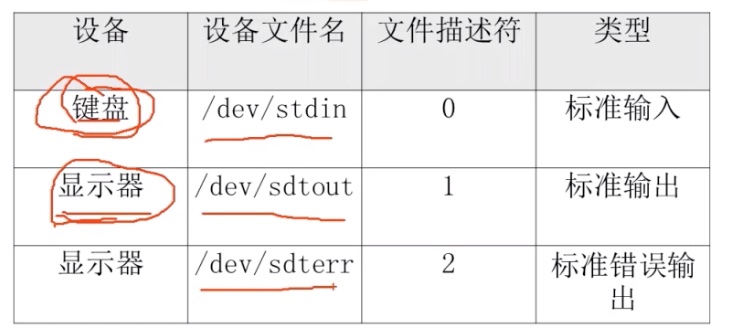 设备 设备文件名 文件描述符 类型
键盘 /dev/stdin 0 标准输入
显示器 /dev/sdtout 1 标准输出
显示器 /dev/sdterr 2 标准错误输
出